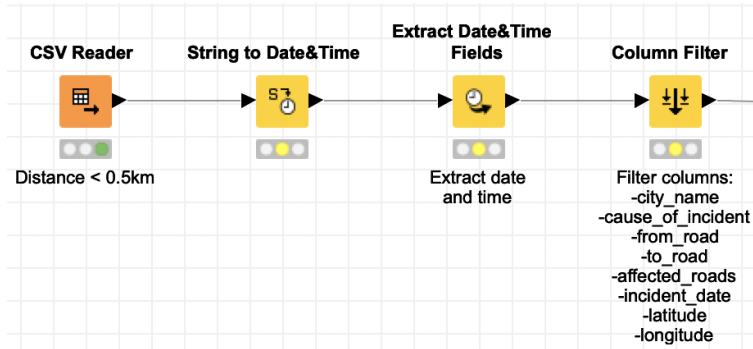 CSV Reader
String to Date&Time
Extract Date&Time
Fields
Column Filter
S
Distance < 0.5km
Extract date
and time
Filter columns:
-city_name
-cause_of_incident
-from_road
-to_road
-affected_roads
-incident_date
-latitude
-longitude